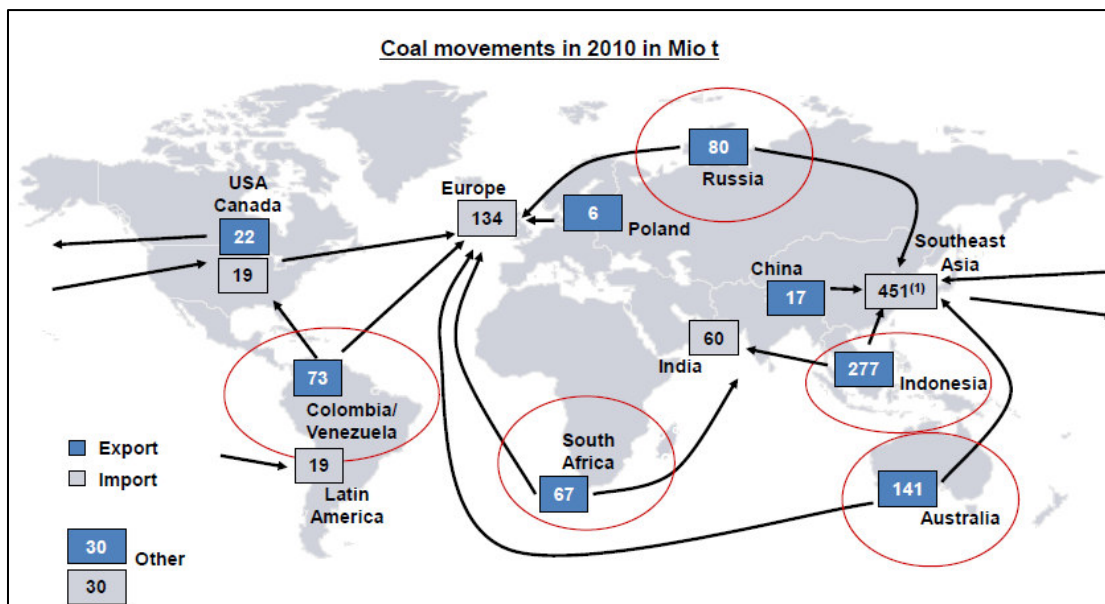 Coal movements in 2010 in Mio t
80
Russia
Europe
134
6
Poland
USA
Canada
22
19
Southeast
Asia
451(1)
China
17
60
India
277
Indonesia
73
Colombia/
Venezuela
Export
Import
19
Latin
America
South
Africa
67
141
Australia
30
Other
30